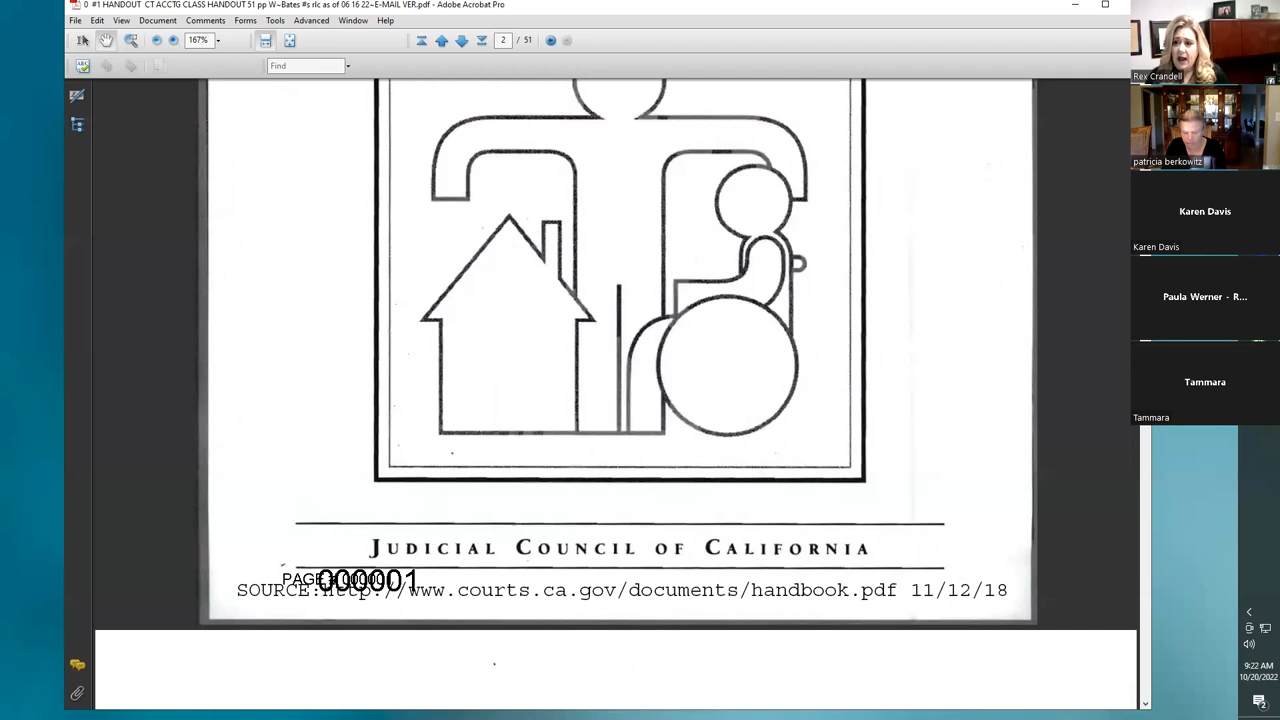 0 #1 HANDOUT CT ACCTG CLASS HANDOUT 51 pp W~Bates #s rlc as of 06 16 22~E-MAIL VER.pdf - Adobe Acrobat Pro
File Edit View Document Comments Forms Tools Advanced Window Help
167% 2 / 51
Find
Rex Crandell
patricia berkowitz
Karen Davis
Karen Davis
Paula Werner - R...
Tammara
Tammara
JUDICIAL COUNCIL OF CALIFORNIA
PAGE # 000001
SOURCE:http://www.courts.ca.gov/documents/handbook.pdf 11/12/18
9:22 AM
10/20/2022
2